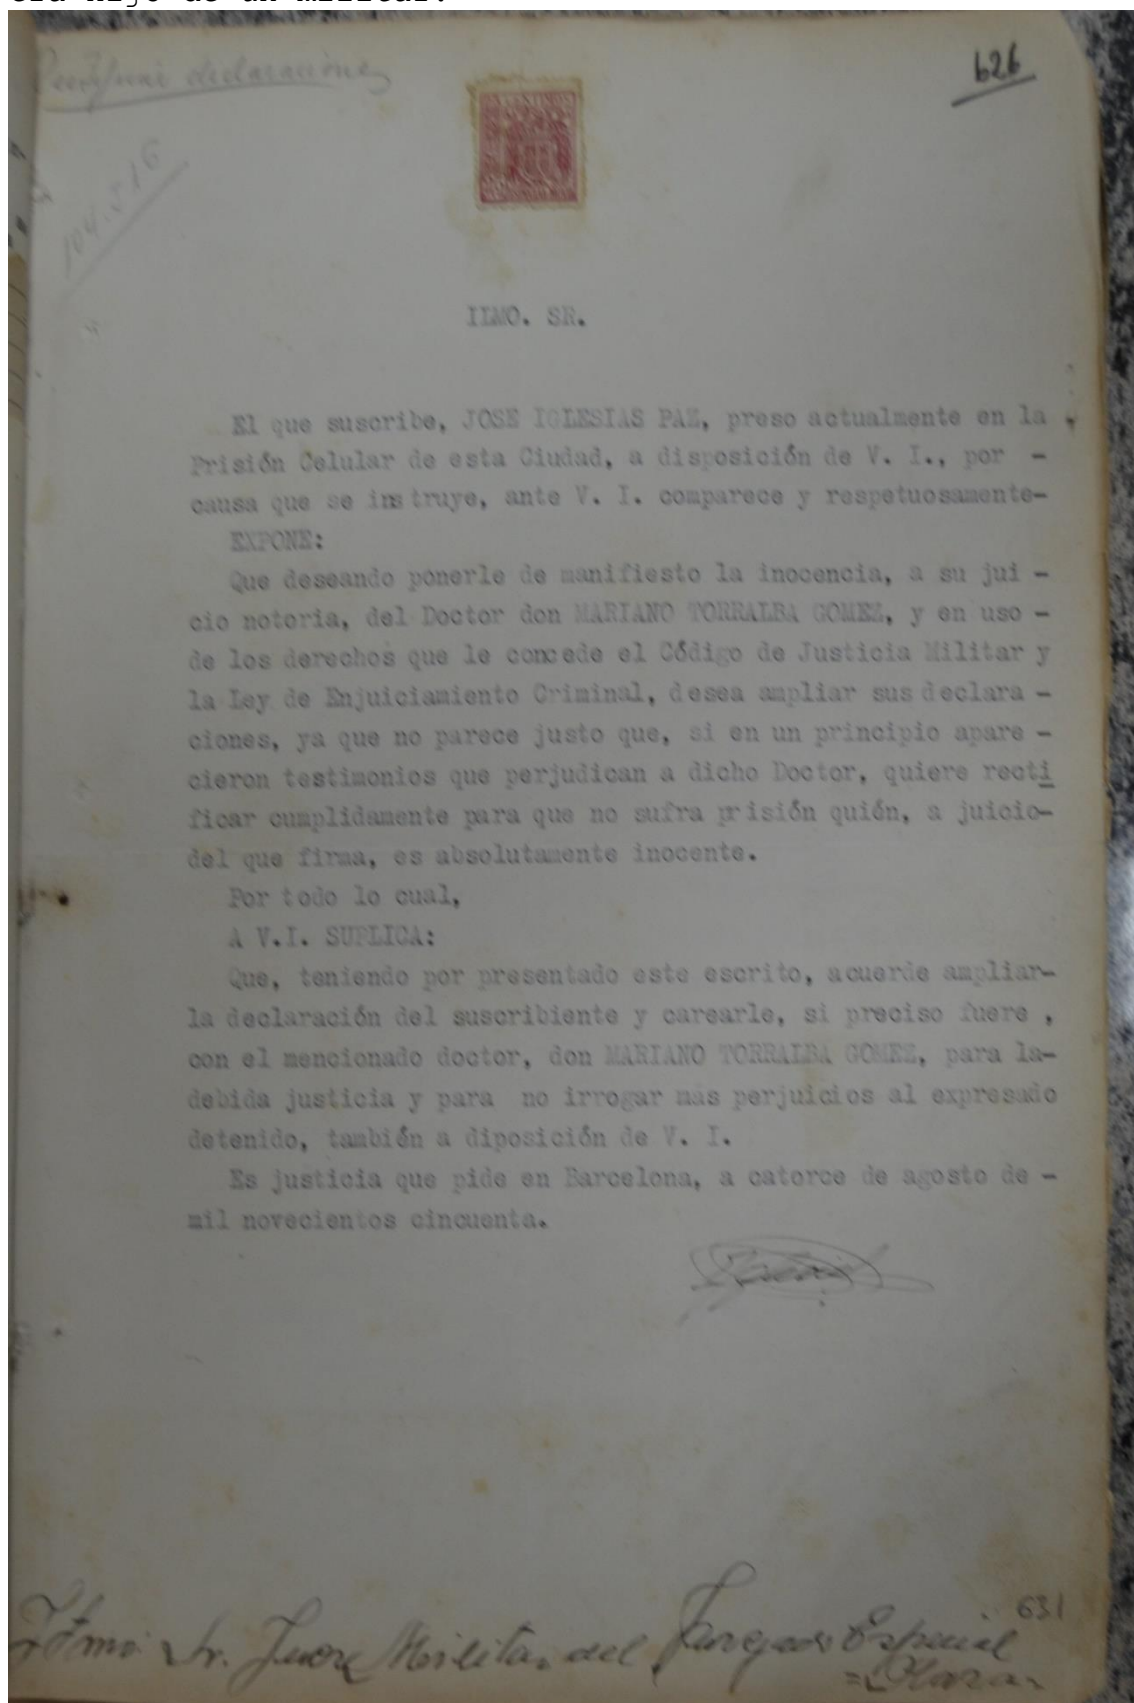 era hijo de un militar.
declaraciones
626
104.516
ILMO. SR.
El que suscribe, JOSE IGLESIAS PAZ, preso actualmente en la
Prisión Celular de esta Ciudad, a disposición de V. I., por -
causa que se instruye, ante V. I. comparece y respetuosamente-
EXPONE:
Que deseando ponerle de manifiesto la inocencia, a su jui -
cio notoria, del Doctor don MARIANO TORRALBA GOMEZ, y en uso -
de los derechos que le concede el Código de Justicia Militar y
la Ley de Enjuiciamiento Criminal, desea ampliar sus declara -
ciones, ya que no parece justo que, si en un principio apare -
cieron testimonios que perjudican a dicho Doctor, quiere recti
ficar cumplidamente para que no sufra prisión quién, a juicio-
del que firma, es absolutamente inocente.
Por todo lo cual,
A V.I. SUPLICA:
Que, teniendo por presentado este escrito, acuerde ampliar-
la declaración del suscribiente y carearle, si preciso fuere ,
con el mencionado doctor, don MARIANO TORRALBA GOMEZ, para la-
debida justicia y para no irrogar mas perjuicios al expresado
detenido, también a diposición de V. I.
Es justicia que pide en Barcelona, a catorce de agosto de -
mil novecientos cincuenta.
631
Iltmo. Sr. Juez Militar del Juzgado Especial